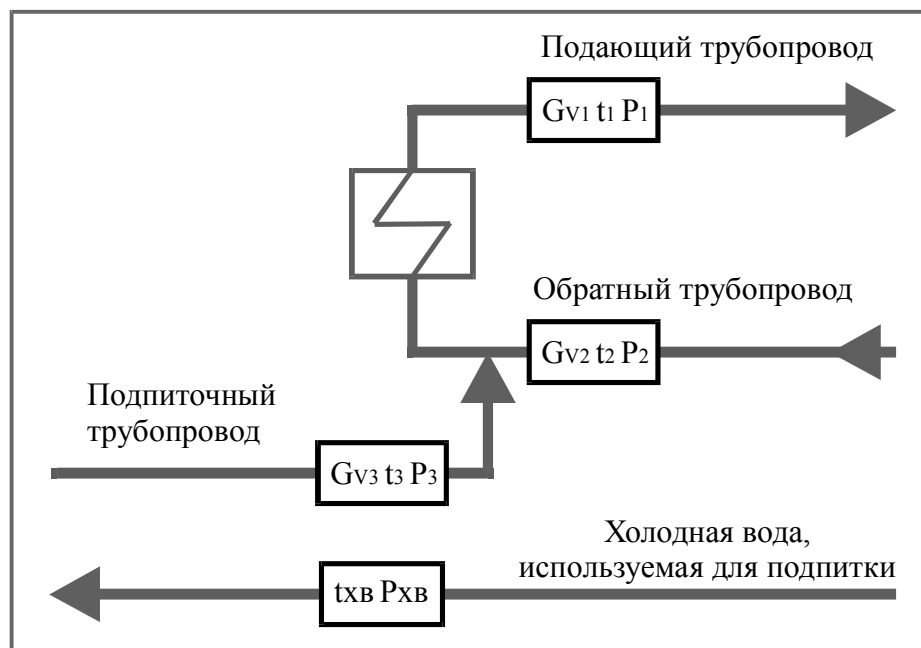 Подающий трубопровод
Gv1 t1 P1
Обратный трубопровод
Gv2 t2 P2
Подпиточный
трубопровод
Gv3 t3 P3
Холодная вода,
используемая для подпитки
tхв Pхв